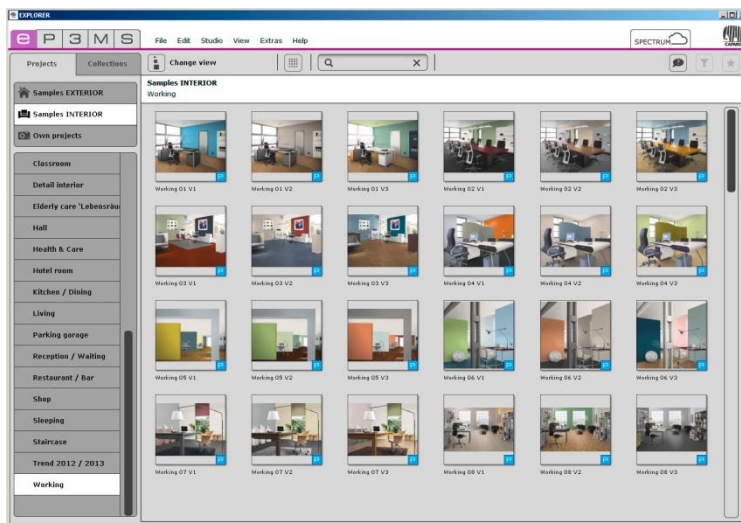 EXPLORER
e P 3 M S
File Edit Studio View Extras Help
SPECTRUM
CAPAROL
Projects Collections
Change view
Samples INTERIOR
Working
Samples EXTERIOR
Samples INTERIOR
Own projects
Classroom
Detail interior
Elderly care 'Lebensräu
Hall
Health & Care
Hotel room
Kitchen / Dining
Living
Parking garage
Reception / Waiting
Restaurant / Bar
Shop
Sleeping
Staircase
Trend 2012 / 2013
Working
Working 01 V1 Working 01 V2 Working 01 V3 Working 02 V1 Working 02 V2 Working 02 V3
Working 03 V1 Working 03 V2 Working 03 V3 Working 04 V1 Working 04 V2 Working 04 V3
Working 05 V1 Working 05 V2 Working 05 V3 Working 06 V1 Working 06 V2 Working 06 V3
Working 07 V1 Working 07 V2 Working 07 V3 Working 08 V1 Working 08 V2 Working 08 V3